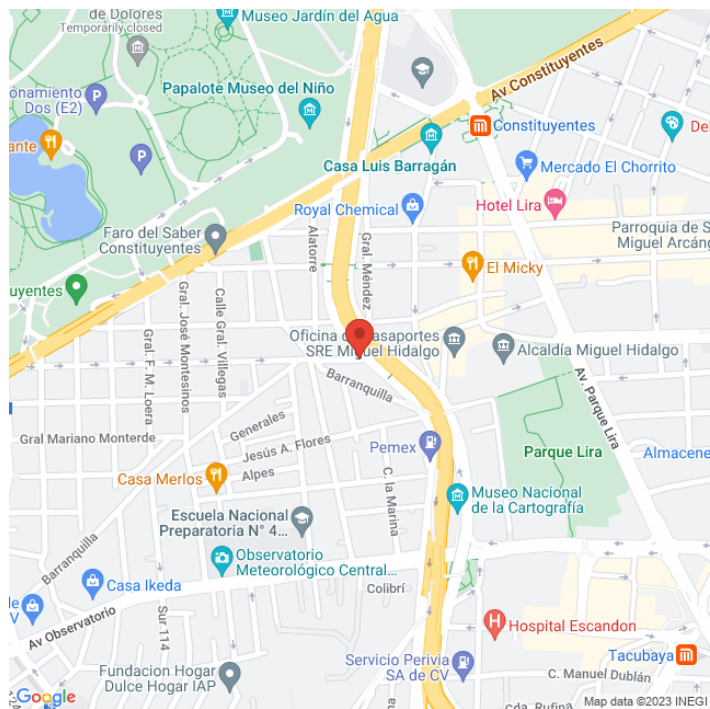 de Dolores
Temporarily closed
Museo Jardín del Agua
Av Constituyentes
Papalote Museo del Niño
onamiento
Dos (E2)
Constituyentes
ante
Casa Luis Barragán
Del
Mercado El Chorrito
Hotel Lira
Royal Chemical
Faro del Saber
Constituyentes
Alatorre
Gral. Méndez
Parroquia de S
Miguel Arcáng
El Micky
uyentes
Gral. José Montesinos
Calle Gral. Villegas
Gral. F. M. Loera
Oficina de Pasaportes
SRE Miguel Hidalgo
Alcaldía Miguel Hidalgo
Av. Parque Lira
Barranquilla
Generales
Gral Mariano Monterde
Jesús A. Flores
Pemex
Parque Lira
Almacene
Alpes
Casa Merlos
C. la Marina
Museo Nacional
de la Cartografía
Escuela Nacional
Preparatoria N° 4...
Barranquilla
Observatorio
Meteorológico Central...
Casa Ikeda
Colibrí
de
V
Av Observatorio
Sur 114
Hospital Escandon
Tacubaya
Servicio Perivia
SA de CV
Fundacion Hogar
Dulce Hogar IAP
C. Manuel Dublán
cda. Rufina
Google
Map data ©2023 INEGI